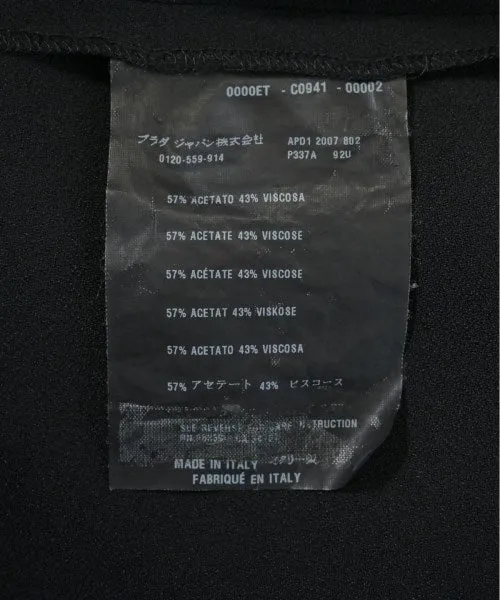 0000ET - C0941 - 00002
プラダ ジャパン株式会社 APD1 2007 802
0120-559-914 P337A 92U
57% ACETATO 43% VISCOSA
57% ACETATE 43% VISCOSE
57% ACÉTATE 43% VISCOSE
57% ACETAT 43% VISKOSE
57% ACETATO 43% VISCOSA
57% アセテート 43% ビスコース
SEE REVERSE FOR CARE INSTRUCTION
MADE IN ITALY
FABRIQUÉ EN ITALY